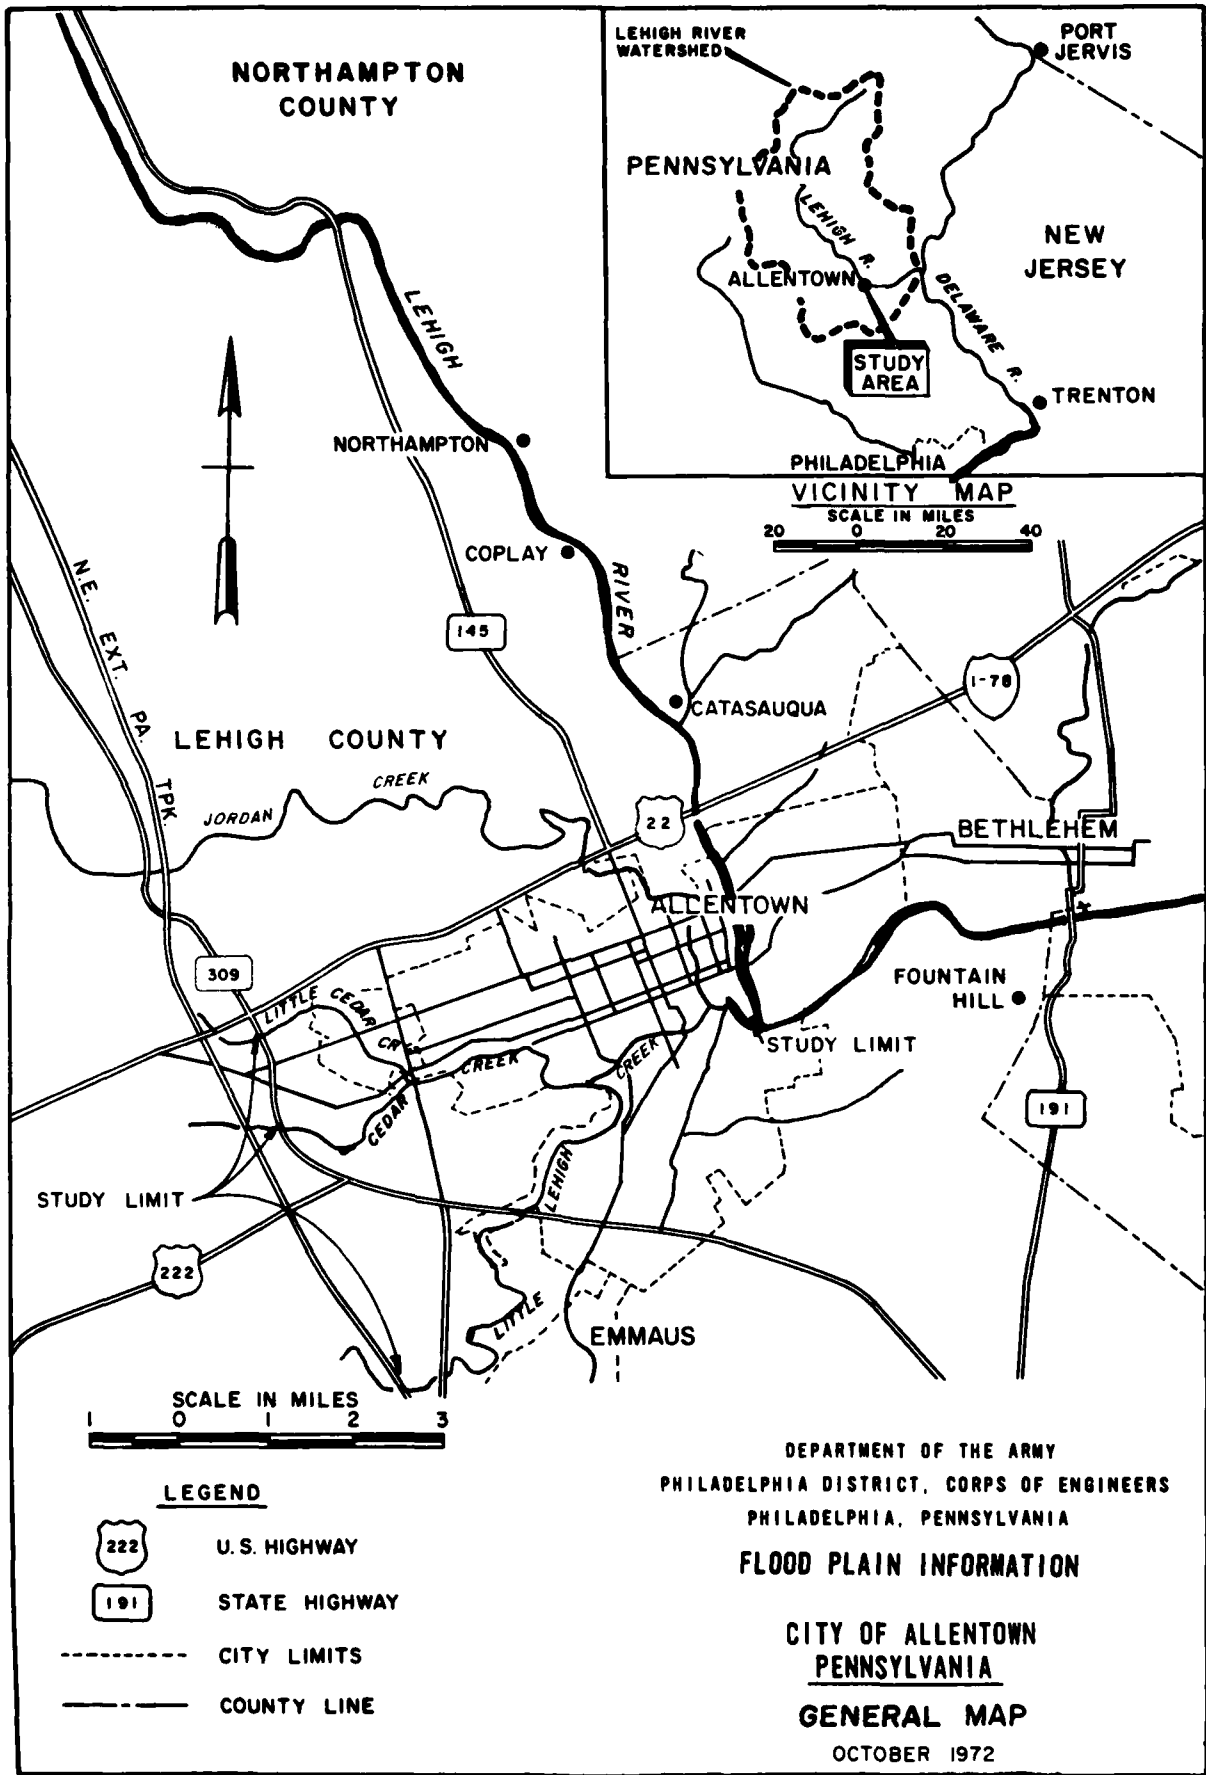 NORTHAMPTON
COUNTY
LEHIGH RIVER
WATERSHED
PORT
JERVIS
PENNSYLVANIA
LEHIGH R.
NEW
JERSEY
ALLENTOWN
DELAWARE R.
STUDY
AREA
TRENTON
PHILADELPHIA
VICINITY MAP
SCALE IN MILES
20 0 20 40
LEHIGH
RIVER
NORTHAMPTON
COPLAY
N.E. EXT. PA. TPK.
145
I-78
CATASAUQUA
LEHIGH COUNTY
JORDAN CREEK
22
BETHLEHEM
ALLENTOWN
309
LITTLE CEDAR CR.
FOUNTAIN
HILL
STUDY LIMIT
CEDAR CREEK
LITTLE LEHIGH CREEK
191
STUDY LIMIT
222
EMMAUS
SCALE IN MILES
1 0 1 2 3
LEGEND
222 U.S. HIGHWAY
191 STATE HIGHWAY
CITY LIMITS
COUNTY LINE
DEPARTMENT OF THE ARMY
PHILADELPHIA DISTRICT, CORPS OF ENGINEERS
PHILADELPHIA, PENNSYLVANIA
FLOOD PLAIN INFORMATION
CITY OF ALLENTOWN
PENNSYLVANIA
GENERAL MAP
OCTOBER 1972